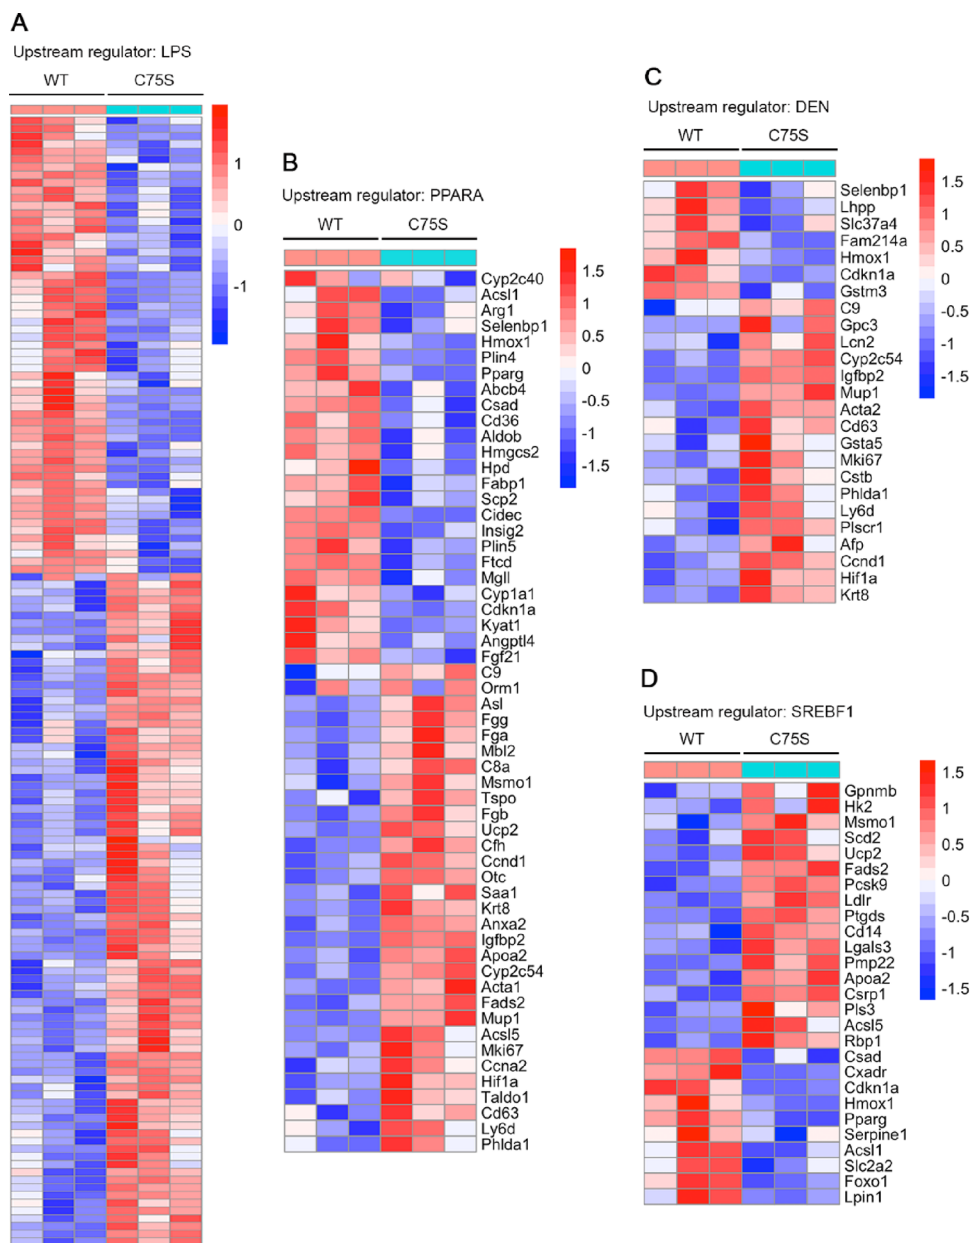 A
Upstream regulator: LPS
WT C75S
1
0
-1
B
Upstream regulator: PPARA
WT C75S
Cyp2c40
Acsl1
Arg1
Selenbp1
Hmox1
Plin4
Pparg
Abcb4
Csad
Cd36
Aldob
Hmgcs2
Hpd
Fabp1
Scp2
Cidec
Insig2
Plin5
Ftcd
Mgll
Cyp1a1
Cdkn1a
Kyat1
Angptl4
Fgf21
C9
Orm1
Asl
Fgg
Fga
Mbl2
C8a
Msmo1
Tspo
Fgb
Ucp2
Cfh
Ccnd1
Otc
Saa1
Krt8
Anxa2
Igfbp2
Apoa2
Cyp2c54
Acta1
Fads2
Mup1
Acsl5
Mki67
Ccna2
Hif1a
Taldo1
Cd63
Ly6d
Phlda1
1.5
1
0.5
0
-0.5
-1
-1.5
C
Upstream regulator: DEN
WT C75S
Selenbp1
Lhpp
Slc37a4
Fam214a
Hmox1
Cdkn1a
Gstm3
C9
Gpc3
Lcn2
Cyp2c54
Igfbp2
Mup1
Acta2
Cd63
Gsta5
Mki67
Cstb
Phlda1
Ly6d
Plscr1
Afp
Ccnd1
Hif1a
Krt8
1.5
1
0.5
0
-0.5
-1
-1.5
D
Upstream regulator: SREBF1
WT C75S
Gpnmb
Hk2
Msmo1
Scd2
Ucp2
Fads2
Pcsk9
Ldlr
Ptgds
Cd14
Lgals3
Pmp22
Apoa2
Csrp1
Pls3
Acsl5
Rbp1
Csad
Cxadr
Cdkn1a
Hmox1
Pparg
Serpine1
Acsl1
Slc2a2
Foxo1
Lpin1
1.5
1
0.5
0
-0.5
-1
-1.5